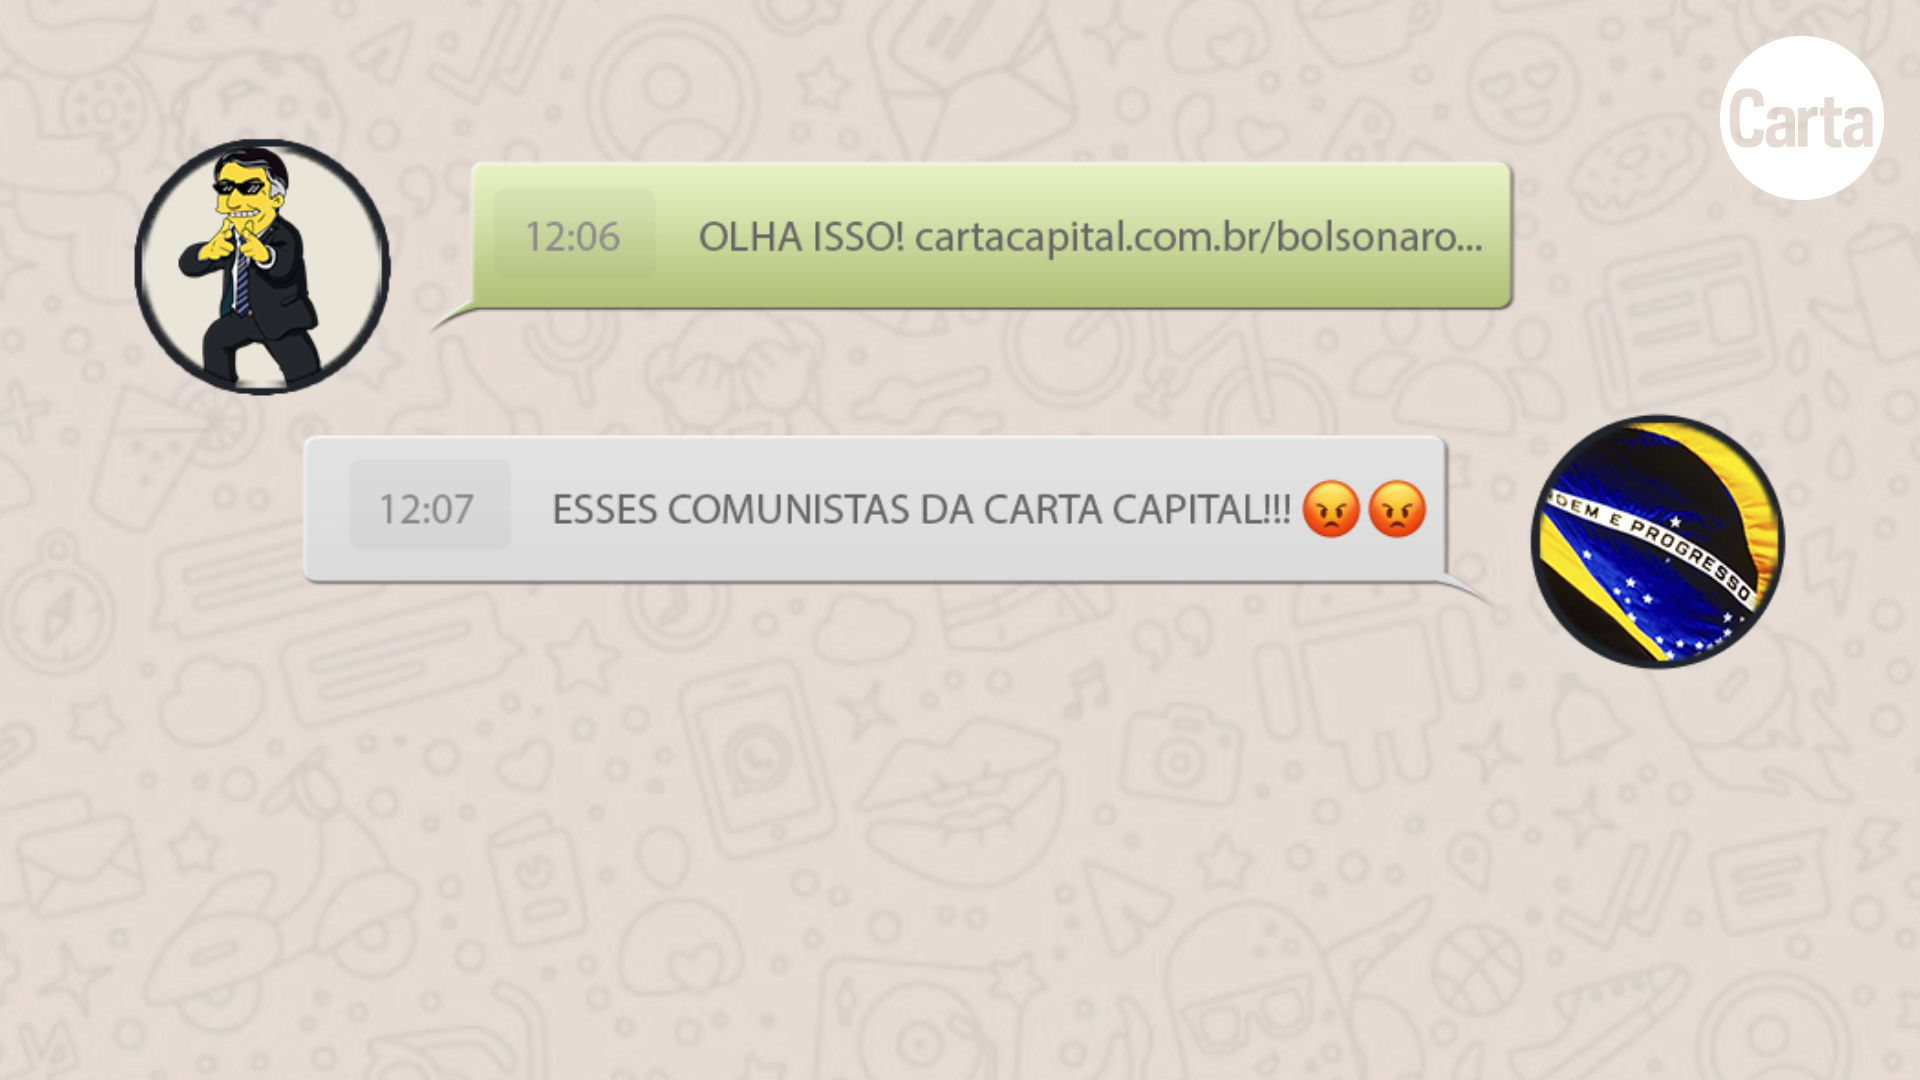 Carta
12:06 OLHA ISSO! cartacapital.com.br/bolsonaro...
12:07 ESSES COMUNISTAS DA CARTA CAPITAL!!! 😡😡
DEM E PROGRESSO